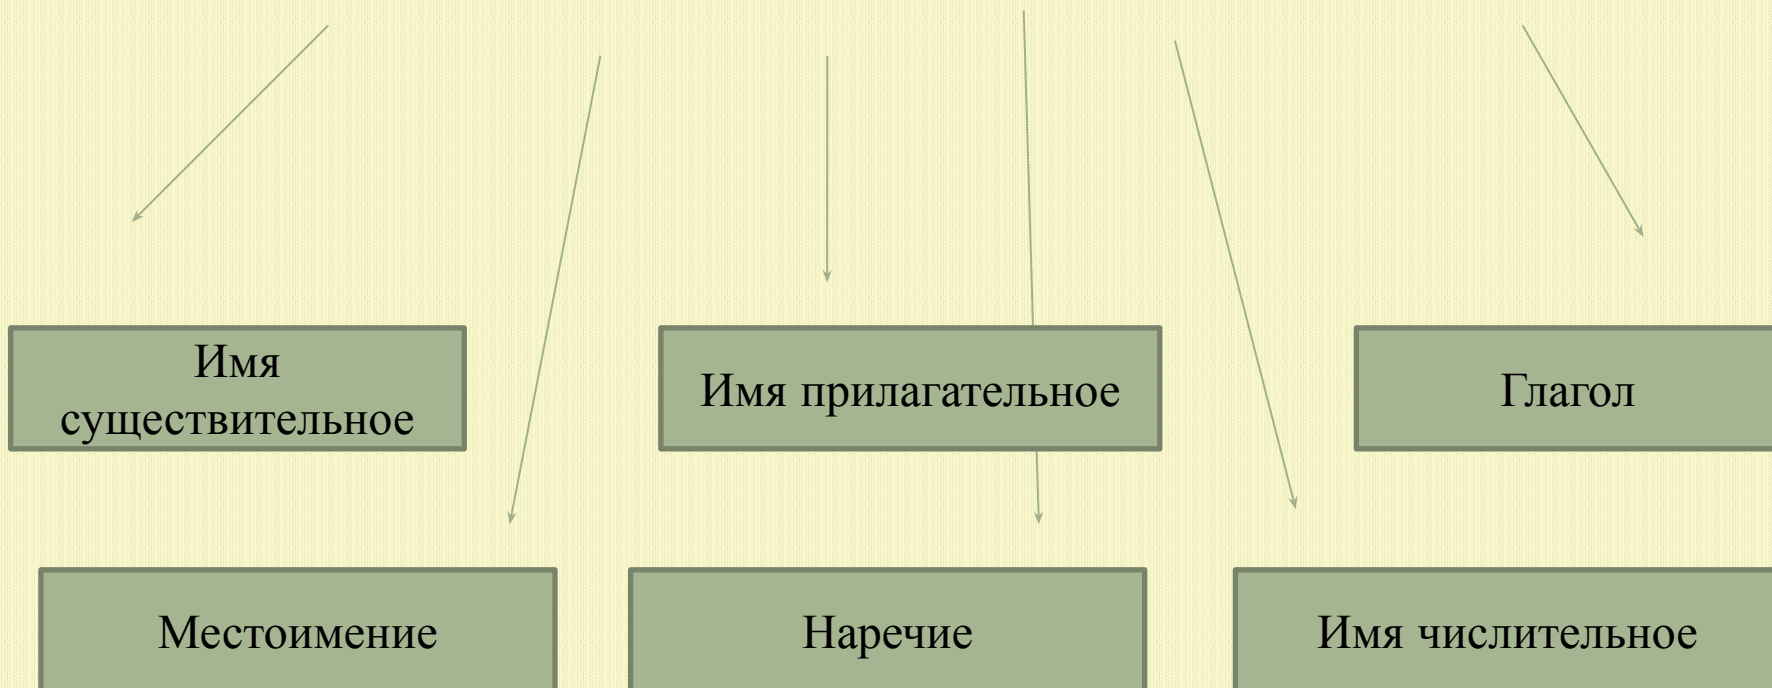 Имя
существительное
Имя прилагательное
Глагол
Местоимение
Наречие
Имя числительное